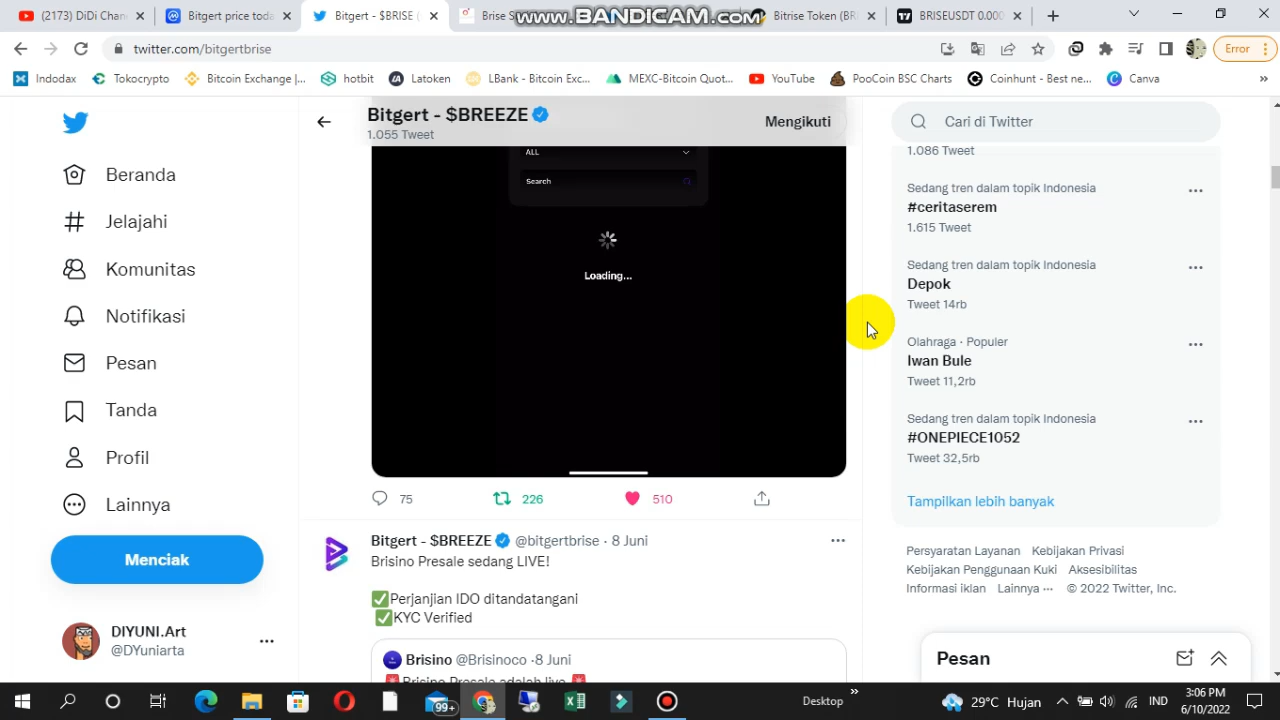 (2173) DiDi Chan
Bitgert price toda
Bitgert - $BRISE (
Brise S
www.BANDICAM.com
Bitrise Token (BR
BRISEUSDT 0.000
twitter.com/bitgertbrise
Error
Indodax
Tokocrypto
Bitcoin Exchange |...
hotbit
Latoken
LBank - Bitcoin Exc...
MEXC-Bitcoin Quot...
YouTube
PooCoin BSC Charts
Coinhunt - Best ne...
Canva
»
Bitgert - $BREEZE
1.055 Tweet
Mengikuti
Cari di Twitter
Beranda
Jelajahi
Komunitas
Notifikasi
Pesan
Tanda
Profil
Lainnya
Menciak
DIYUNI.Art
@DYuniarta
ALL
Search
Loading...
75
226
510
Bitgert - $BREEZE @bitgertbrise · 8 Juni
Brisino Presale sedang LIVE!
✅Perjanjian IDO ditandatangani
✅KYC Verified
Brisino @Brisinoco ·8 Juni
🚨Brisino Presale adalah live 🚨
1.086 Tweet
Sedang tren dalam topik Indonesia
#ceritaserem
1.615 Tweet
Sedang tren dalam topik Indonesia
Depok
Tweet 14rb
Olahraga · Populer
Iwan Bule
Tweet 11,2rb
Sedang tren dalam topik Indonesia
#ONEPIECE1052
Tweet 32,5rb
Tampilkan lebih banyak
Persyaratan Layanan Kebijakan Privasi
Kebijakan Penggunaan Kuki Aksesibilitas
Informasi iklan Lainnya ··· © 2022 Twitter, Inc.
Pesan
99+
Desktop
»
29°C Hujan
IND
3:06 PM
6/10/2022